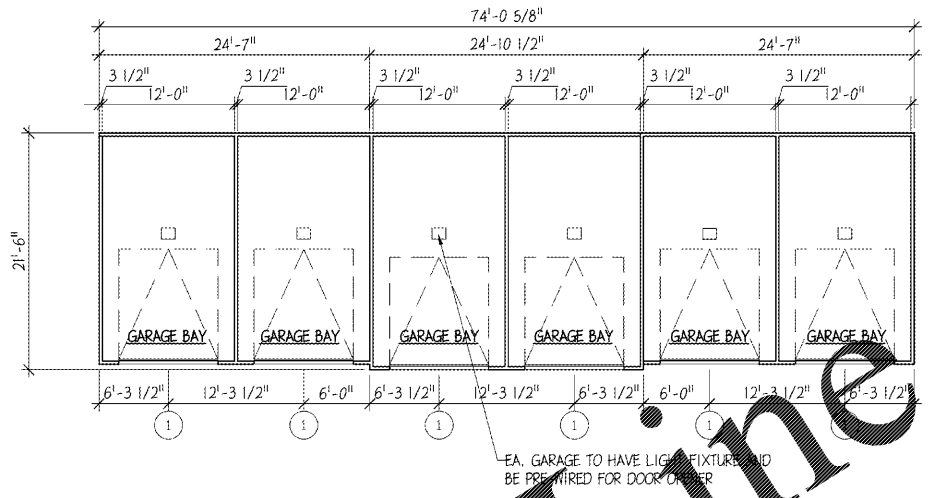 74'-0 5/8"
24'-7" 24'-10 1/2" 24'-7"
3 1/2" 3 1/2" 3 1/2" 3 1/2" 3 1/2" 3 1/2"
12'-0" 12'-0" 12'-0" 12'-0" 12'-0" 12'-0"
21'-6"
GARAGE BAY GARAGE BAY GARAGE BAY GARAGE BAY GARAGE BAY GARAGE BAY
6'-3 1/2" 12'-3 1/2" 6'-0" 6'-3 1/2" 12'-3 1/2" 6'-3 1/2" 6'-0" 12'-3 1/2" 6'-3 1/2"
1 1 1 1 1 1
EA. GARAGE TO HAVE LIGHT FIXTURE AND
BE PRE-WIRED FOR DOOR OPENER
line